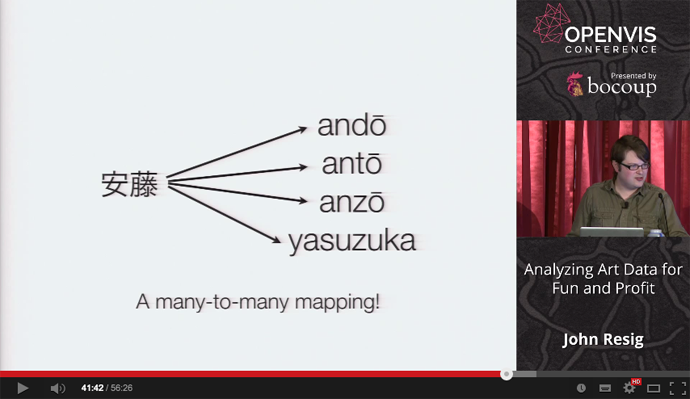 安藤
andō
antō
anzō
yasuzuka
A many-to-many mapping!
OPENVIS
CONFERENCE
Presented by
bocoup
Analyzing Art Data for
Fun and Profit
John Resig
41:42 / 56:26
HD